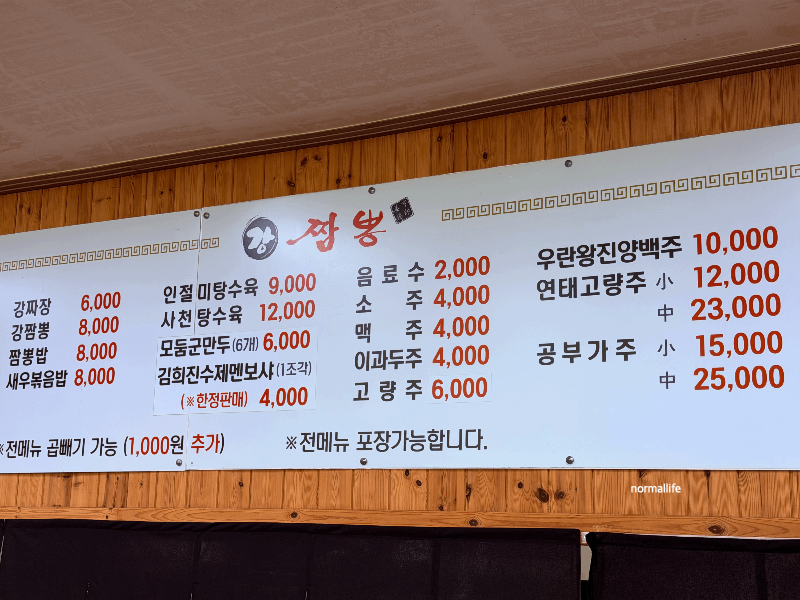 강 짬뽕
강짜장 6,000
강짬뽕 8,000
짬뽕밥 8,000
새우볶음밥 8,000
인절미탕수육 9,000
사천탕수육 12,000
모둠군만두(6개) 6,000
김희진수제멘보샤(1조각)
(※한정판매) 4,000
음료수 2,000
소주 4,000
맥주 4,000
이과두주 4,000
고량주 6,000
우란왕진양백주 10,000
연태고량주 小 12,000
中 23,000
공부가주 小 15,000
中 25,000
※전메뉴 곱빼기 가능 (1,000원 추가)
※전메뉴 포장가능합니다.
normallife